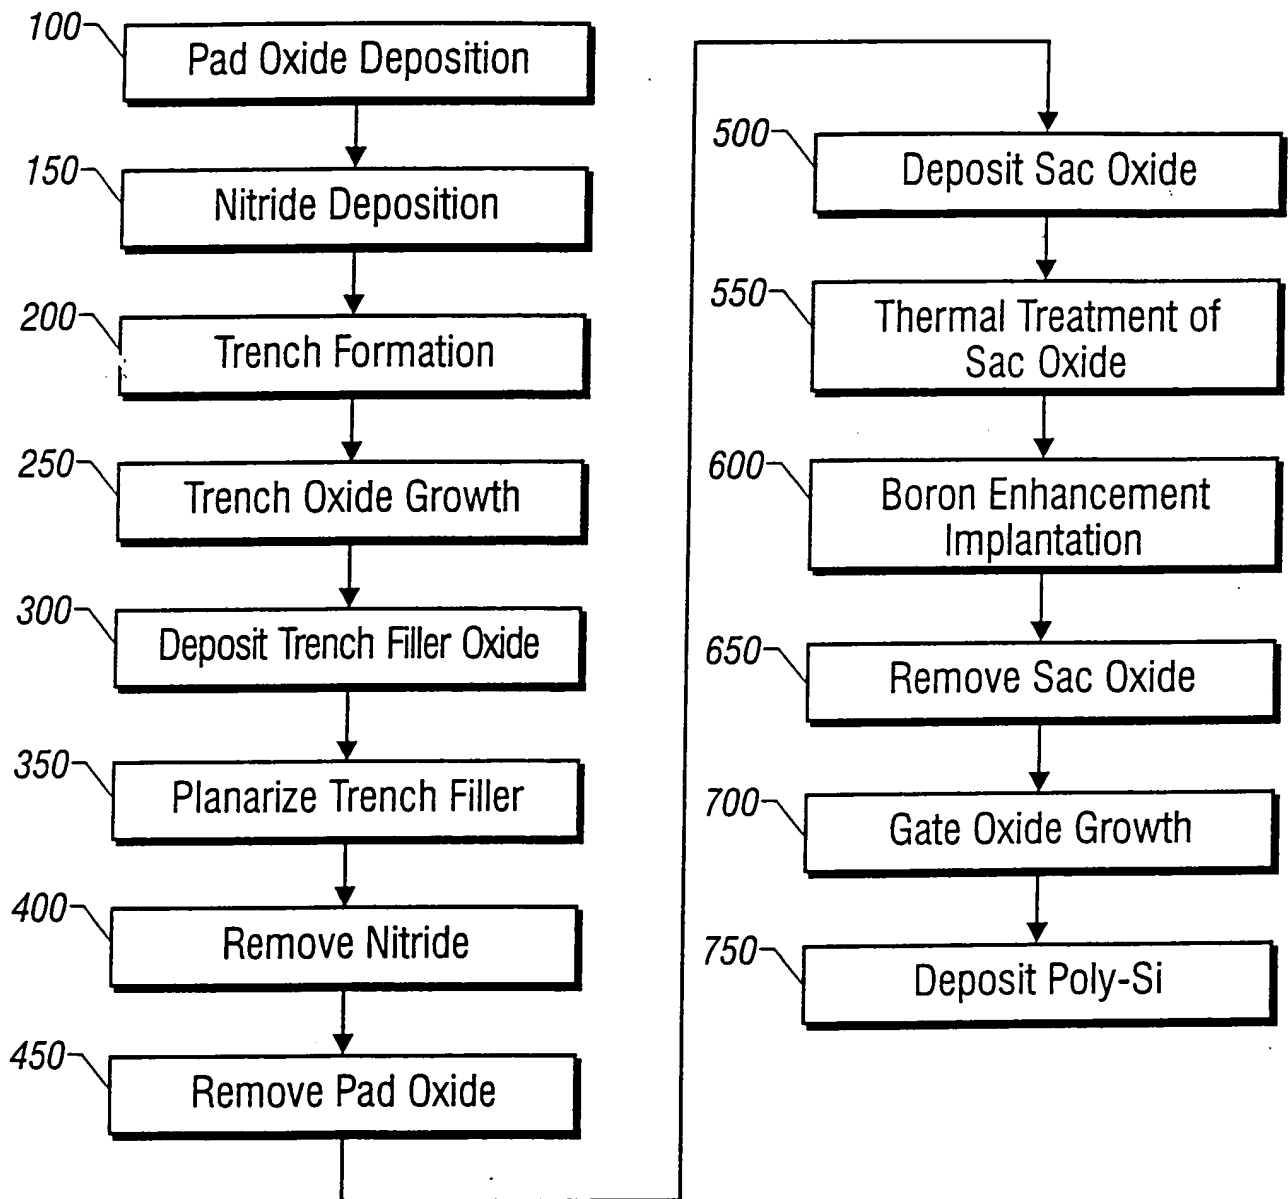 100
Pad Oxide Deposition
150
Nitride Deposition
200
Trench Formation
250
Trench Oxide Growth
300
Deposit Trench Filler Oxide
350
Planarize Trench Filler
400
Remove Nitride
450
Remove Pad Oxide
500
Deposit Sac Oxide
550
Thermal Treatment of
Sac Oxide
600
Boron Enhancement
Implantation
650
Remove Sac Oxide
700
Gate Oxide Growth
750
Deposit Poly-Si